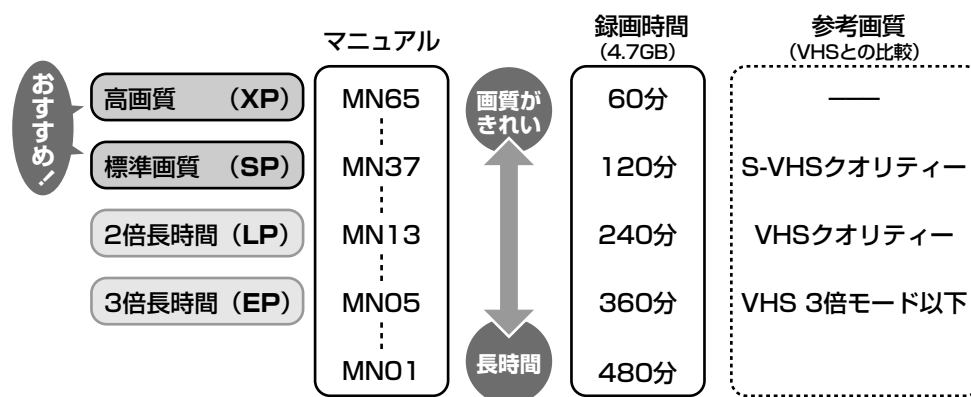 マニュアル
録画時間
(4.7GB)
参考画質
(VHSとの比較)
おすすめ!
高画質 (XP)
MN65
画質が
きれい
60分
——
標準画質 (SP)
MN37
120分
S-VHSクオリティー
2倍長時間 (LP)
MN13
240分
VHSクオリティー
3倍長時間 (EP)
MN05
360分
VHS 3倍モード以下
MN01
長時間
480分